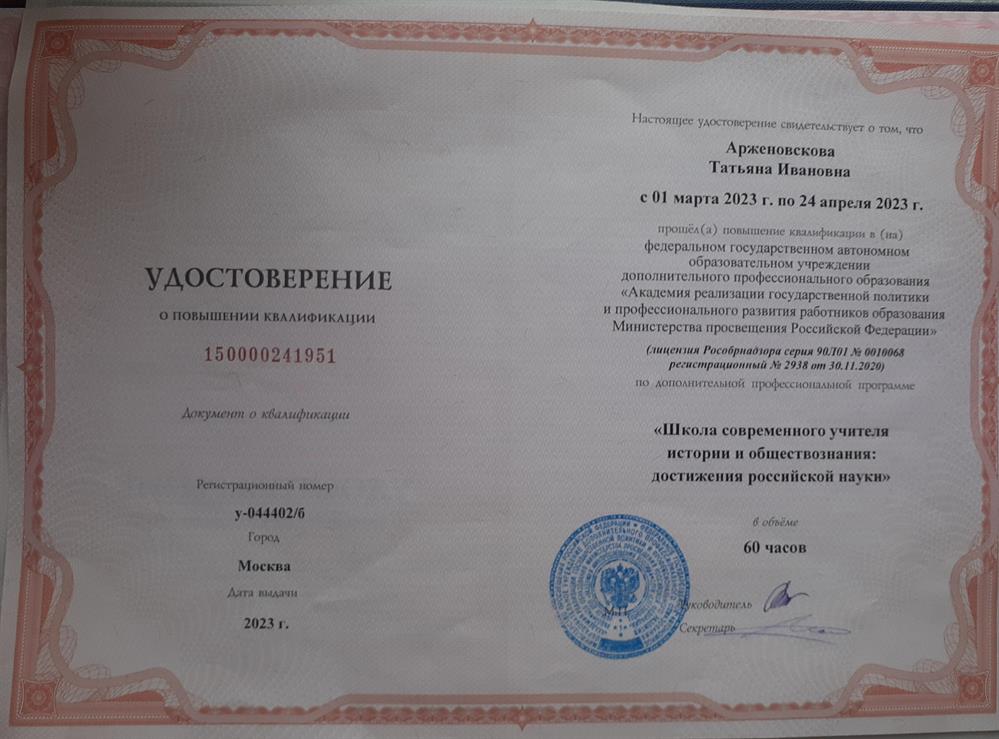 УДОСТОВЕРЕНИЕ
О ПОВЫШЕНИИ КВАЛИФИКАЦИИ
150000241951
Документ о квалификации
Регистрационный номер
у-044402/б
Город
Москва
Дата выдачи
2023 г.
Настоящее удостоверение свидетельствует о том, что
Арженовскова
Татьяна Ивановна
с 01 марта 2023 г. по 24 апреля 2023 г.
прошёл(а) повышение квалификации в (на)
федеральном государственном автономном
образовательном учреждении
дополнительного профессионального образования
«Академия реализации государственной политики
и профессионального развития работников образования
Министерства просвещения Российской Федерации»
(лицензия Рособрнадзора серия 90Л01 № 0010068
регистрационный № 2938 от 30.11.2020)
по дополнительной профессиональной программе
«Школа современного учителя
истории и обществознания:
достижения российской науки»
в объёме
60 часов
М.П.
Руководитель
Секретарь